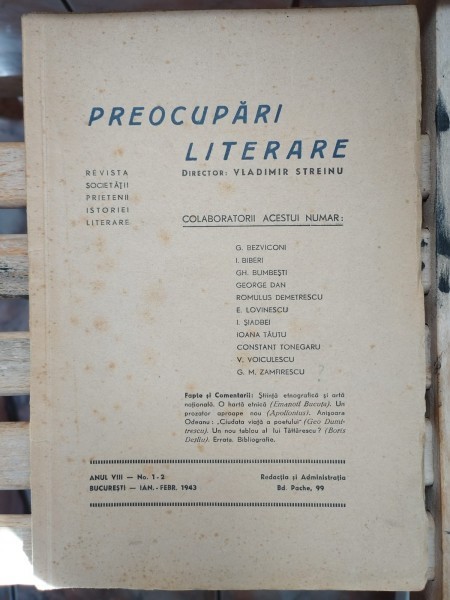 PREOCUPĂRI
LITERARE
REVISTA
SOCIETĂȚII
PRIETENII
ISTORIEI
LITERARE
DIRECTOR: VLADIMIR STREINU
COLABORATORII ACESTUI NUMAR:
G. BEZVICONI
I. BIBERI
GH. BUMBEȘTI
GEORGE DAN
ROMULUS DEMETRESCU
E. LOVINESCU
I. ȘIADBEI
IOANA TĂUTU
CONSTANT TONEGARU
V. VOICULESCU
G. M. ZAMFIRESCU
Fapte și Comentarii: Știință etnografică și artă
națională. O hartă etnică (Emanoil Bucuța). Un
prozator aproape nou (Apollonius). Anișoara
Odeanu: „Ciudata viață a poetului" (Geo Dumi-
trescu). Un nou tablou al lui Tăttărescu? (Boris
Deșliu). Errata. Bibliografie.
ANUL VIII — No. 1-2
BUCUREȘTI — IAN.-FEBR. 1943
Redacția și Administrația
Bd. Pache, 99